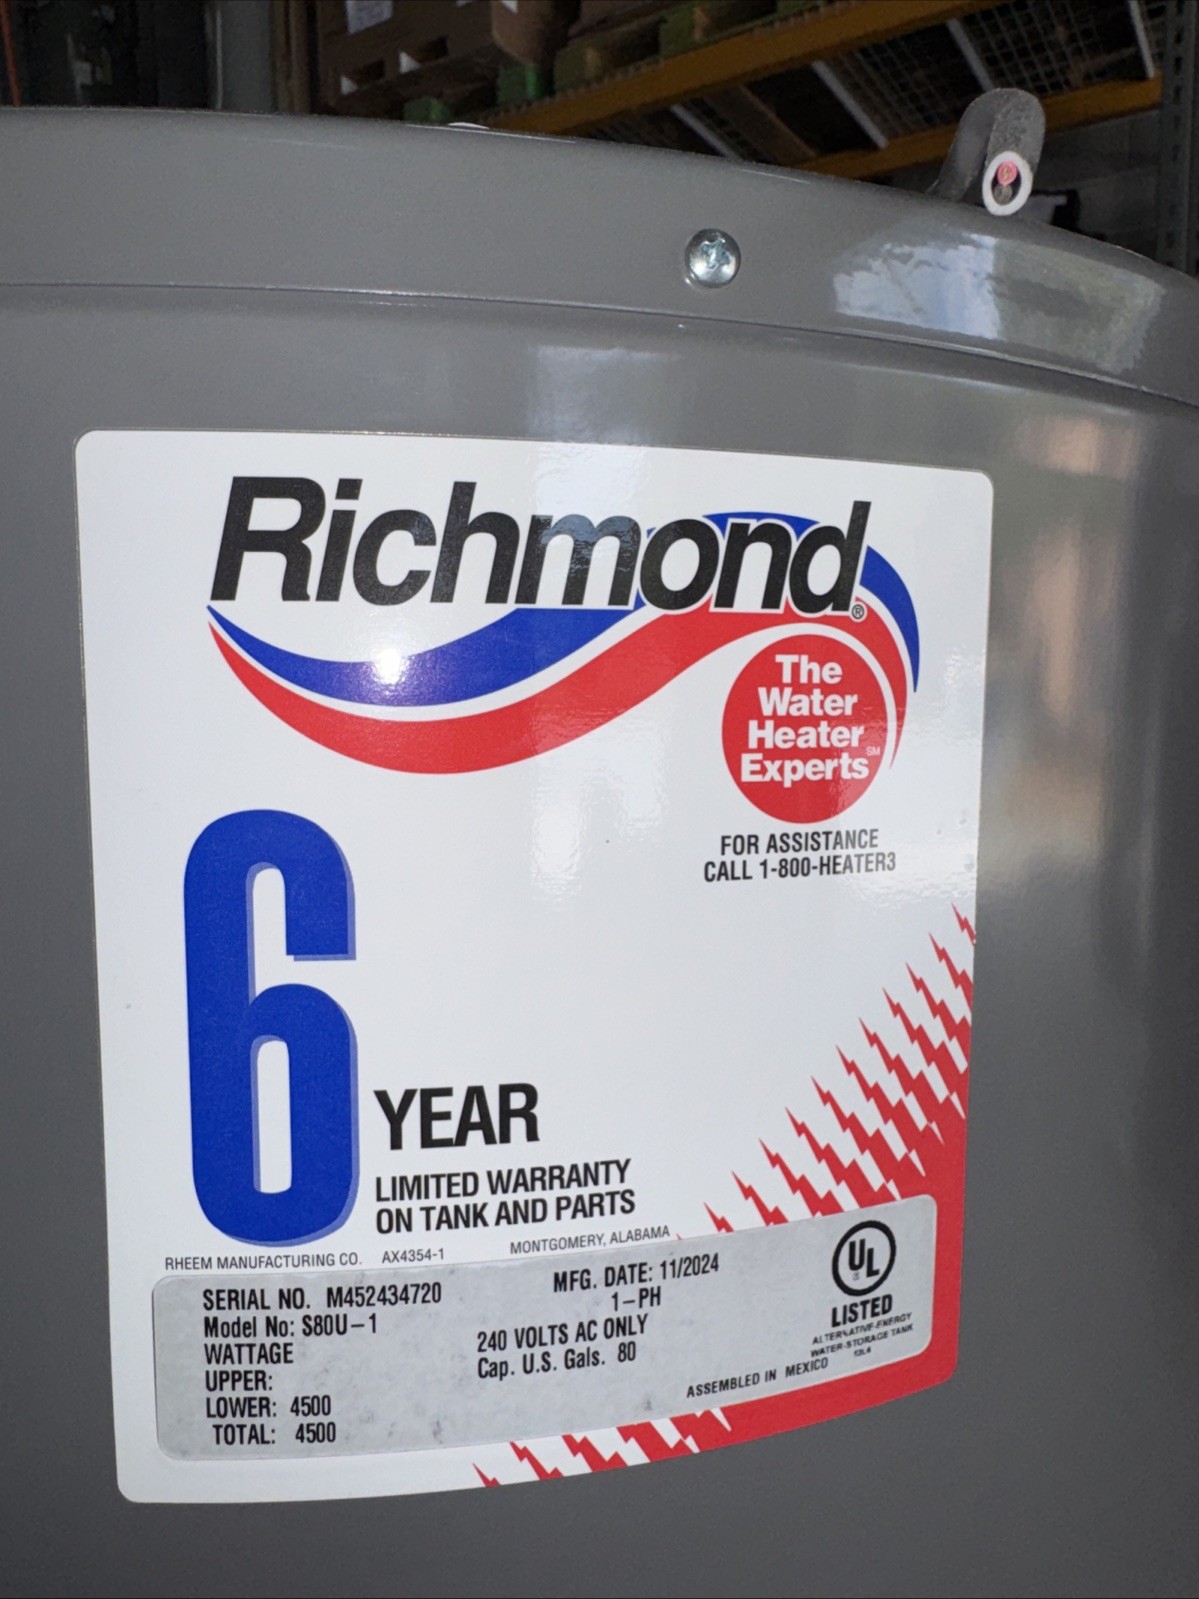 Richmond®
The
Water
Heater
Experts SM
FOR ASSISTANCE
CALL 1-800-HEATER3
6
YEAR
LIMITED WARRANTY
ON TANK AND PARTS
RHEEM MANUFACTURING CO. AX4354-1 MONTGOMERY, ALABAMA
SERIAL NO. M452434720
MFG. DATE: 11/2024
Model No: S80U-1
1-PH
WATTAGE
240 VOLTS AC ONLY
UPPER:
Cap. U.S. Gals. 80
LOWER: 4500
TOTAL: 4500
UL
LISTED
ALTERNATIVE-ENERGY
WATER-STORAGE TANK
ASSEMBLED IN MEXICO